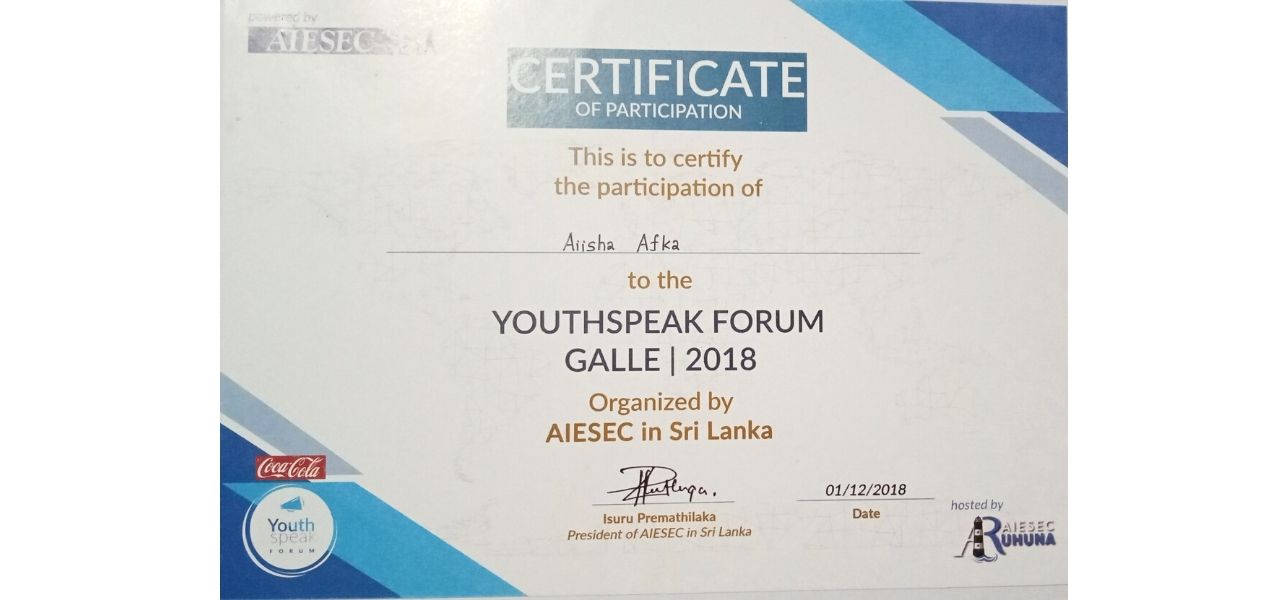 powered by
AIESEC
CERTIFICATE
OF PARTICIPATION
This is to certify
the participation of
Aiisha Afka
to the
YOUTHSPEAK FORUM
GALLE | 2018
Organized by
AIESEC in Sri Lanka
Coca-Cola
Youth
speak
FORUM
Isuru Premathilaka
President of AIESEC in Sri Lanka
01/12/2018
Date
hosted by
AIESEC
RUHUNA